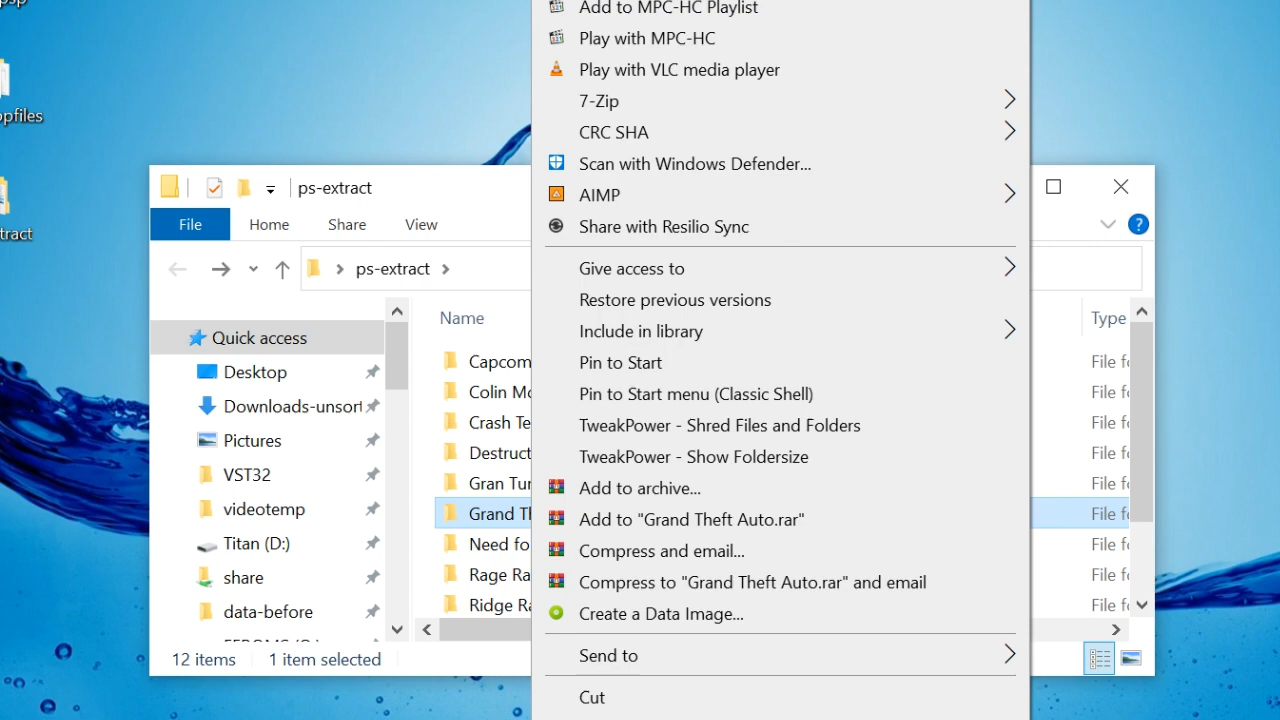 psp
opfiles
tract
ps-extract
File
Home
Share
View
?
ps-extract
Quick access
Desktop
Downloads-unsort
Pictures
VST32
videotemp
Titan (D:)
share
data-before
12 items
1 item selected
Name
Type
Capcom
File fo
Colin Mc
File fo
Crash Te
File fo
Destruct
File fo
Gran Tur
File fo
Grand Th
File fo
Need fo
File fo
Rage Ra
File fo
Ridge Ra
File fo
Add to MPC-HC Playlist
Play with MPC-HC
Play with VLC media player
7-Zip
CRC SHA
Scan with Windows Defender...
AIMP
Share with Resilio Sync
Give access to
Restore previous versions
Include in library
Pin to Start
Pin to Start menu (Classic Shell)
TweakPower - Shred Files and Folders
TweakPower - Show Foldersize
Add to archive...
Add to "Grand Theft Auto.rar"
Compress and email...
Compress to "Grand Theft Auto.rar" and email
Create a Data Image...
Send to
Cut